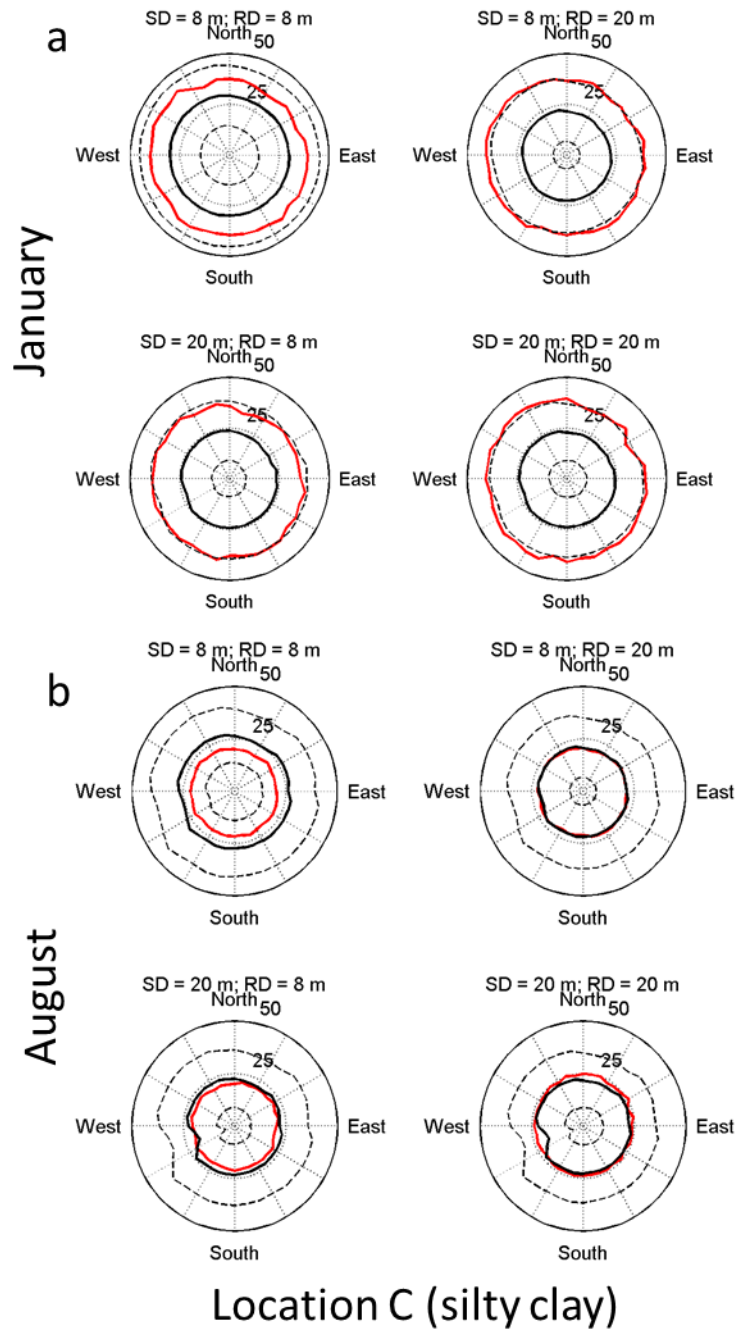 a
January
SD = 8 m; RD = 8 m
North 50
25
West
East
South
SD = 8 m; RD = 20 m
North 50
25
West
East
South
SD = 20 m; RD = 8 m
North 50
25
West
East
South
SD = 20 m; RD = 20 m
North 50
25
West
East
South
b
August
SD = 8 m; RD = 8 m
North 50
25
West
East
South
SD = 8 m; RD = 20 m
North 50
25
West
East
South
SD = 20 m; RD = 8 m
North 50
25
West
East
South
SD = 20 m; RD = 20 m
North 50
25
West
East
South
Location C (silty clay)